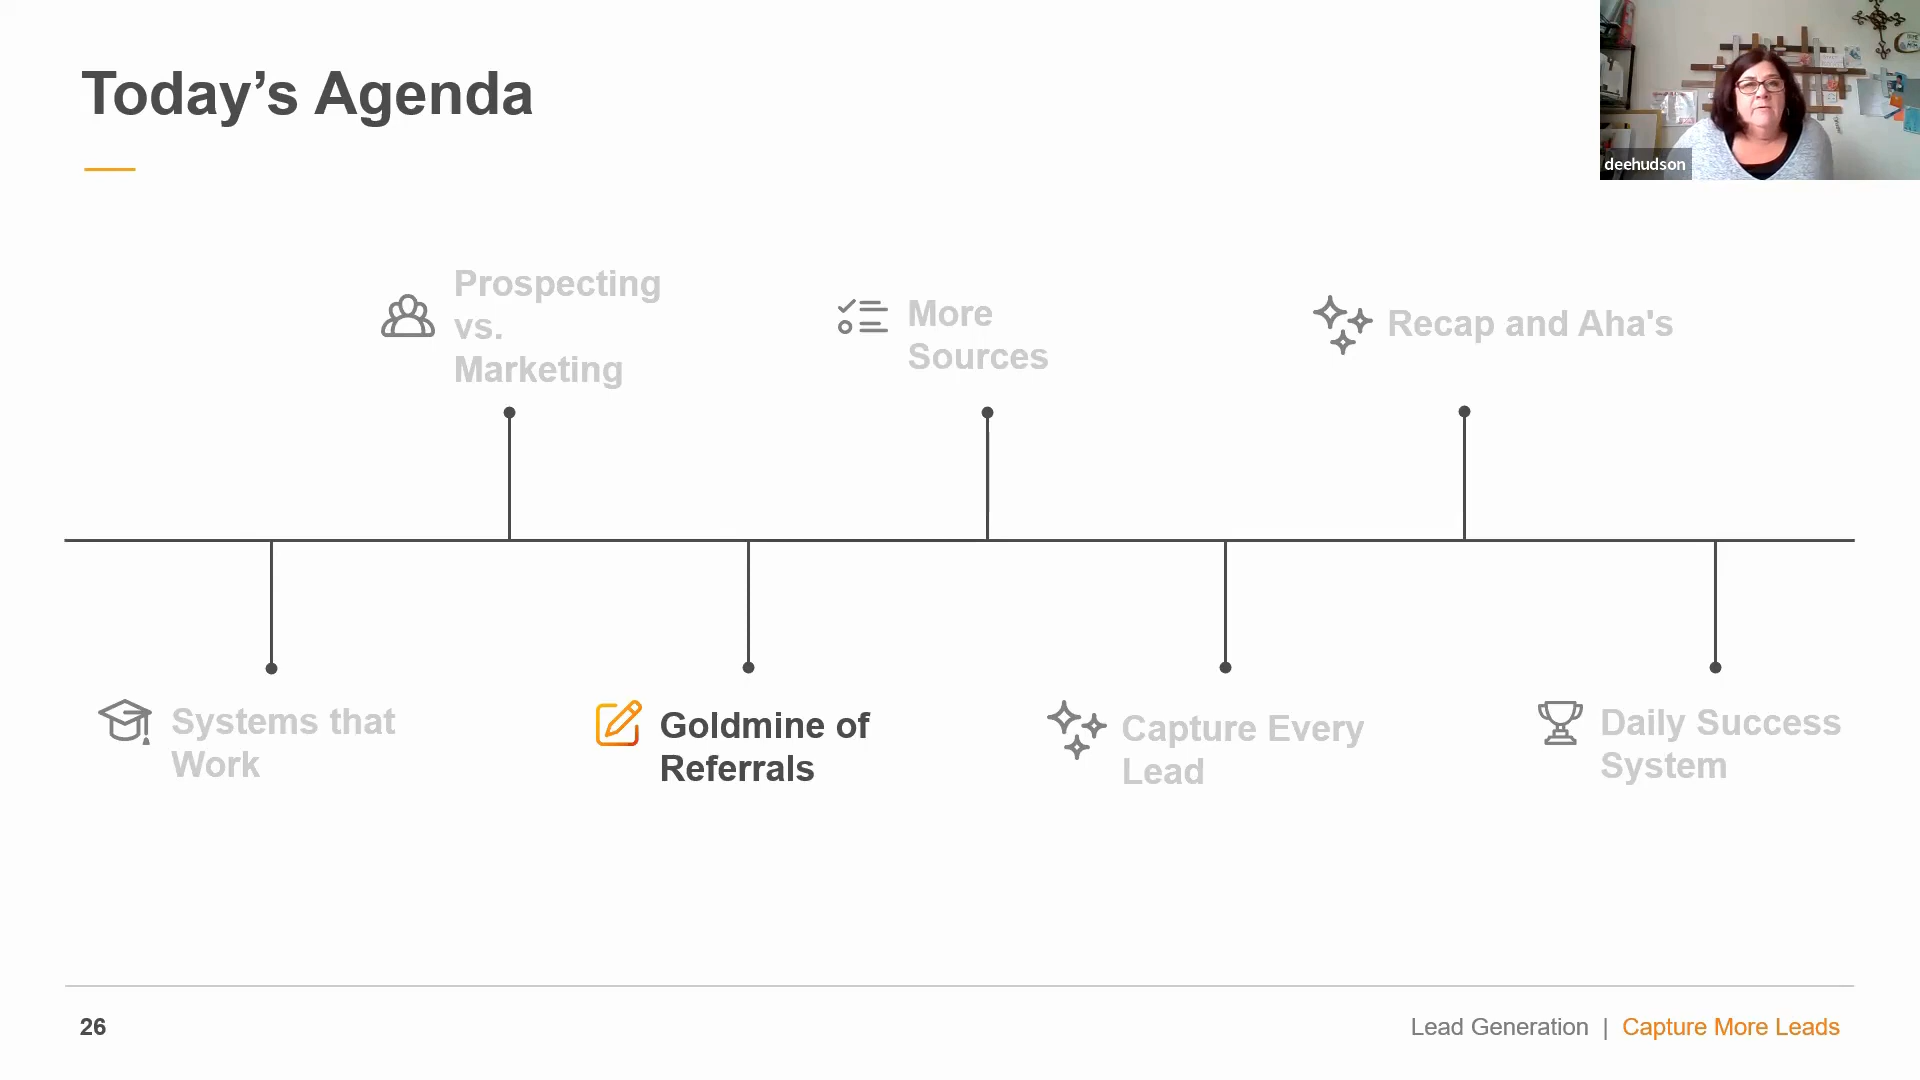 Today’s Agenda
deehudson
Prospecting
vs.
Marketing
More
Sources
Recap and Aha's
Systems that
Work
Goldmine of
Referrals
Capture Every
Lead
Daily Success
System
26
Lead Generation | Capture More Leads